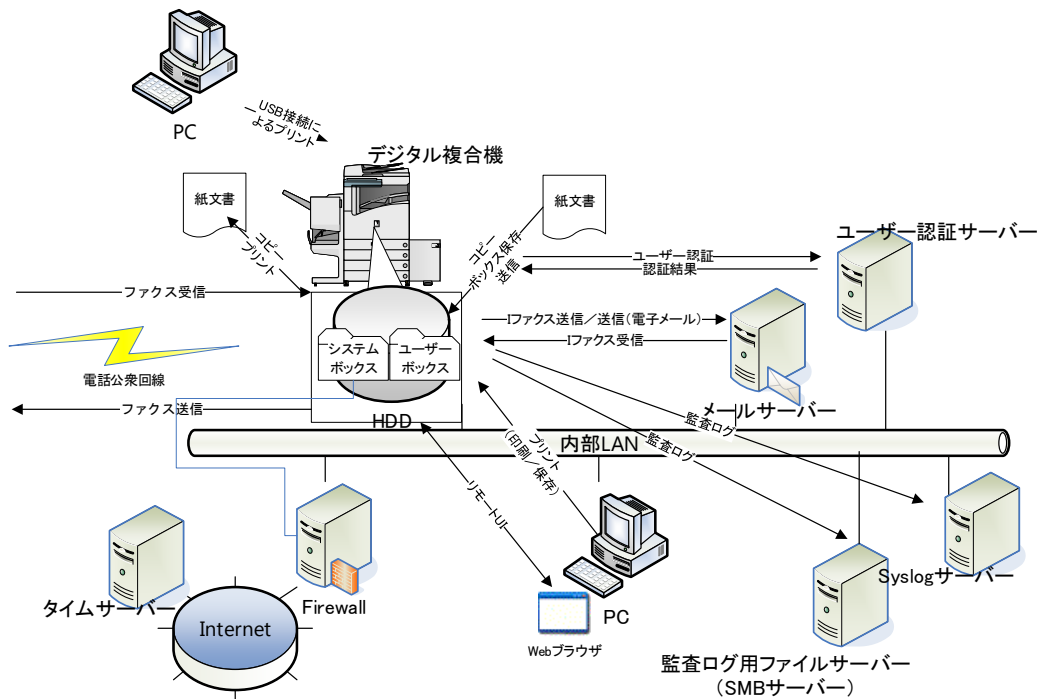 PC
USB接続に
よるプリント
デジタル複合機
紙文書
紙文書
コピー
プリント
コピー
ボックス保存
送信
ユーザー認証サーバー
ユーザー認証
認証結果
ファクス受信
Iファクス送信／送信(電子メール)
Iファクス受信
システム
ボックス
ユーザー
ボックス
電話公衆回線
ファクス送信
HDD
メールサーバー
監査ログ
監査ログ
内部LAN
プリント
(印刷／保存)
リモートUI
タイムサーバー
Firewall
Internet
Webブラウザ
PC
Syslogサーバー
監査ログ用ファイルサーバー
（SMBサーバー）